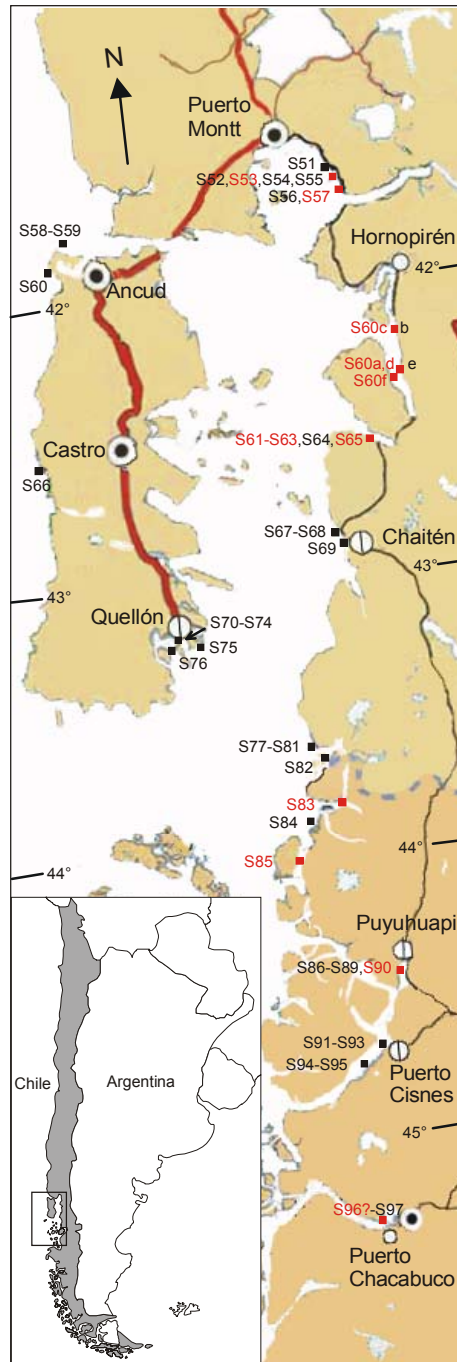 N
Puerto
Montt
S51
S52,S53,S54,S55
S56,S57
S58-S59
Hornopirén
S60
Ancud
42°
42°
S60c b
S60a,d e
S60f
Castro
S61-S63,S64,S65
S66
S67-S68
Chaitén
S69
43°
43°
Quellón
S70-S74
S75
S76
S77-S81
S82
S83
S84
44°
S85
44°
Puyuhuapi
S86-S89,S90
S91-S93
S94-S95
Puerto
Cisnes
Chile
Argentina
45°
S96?-S97
Puerto
Chacabuco